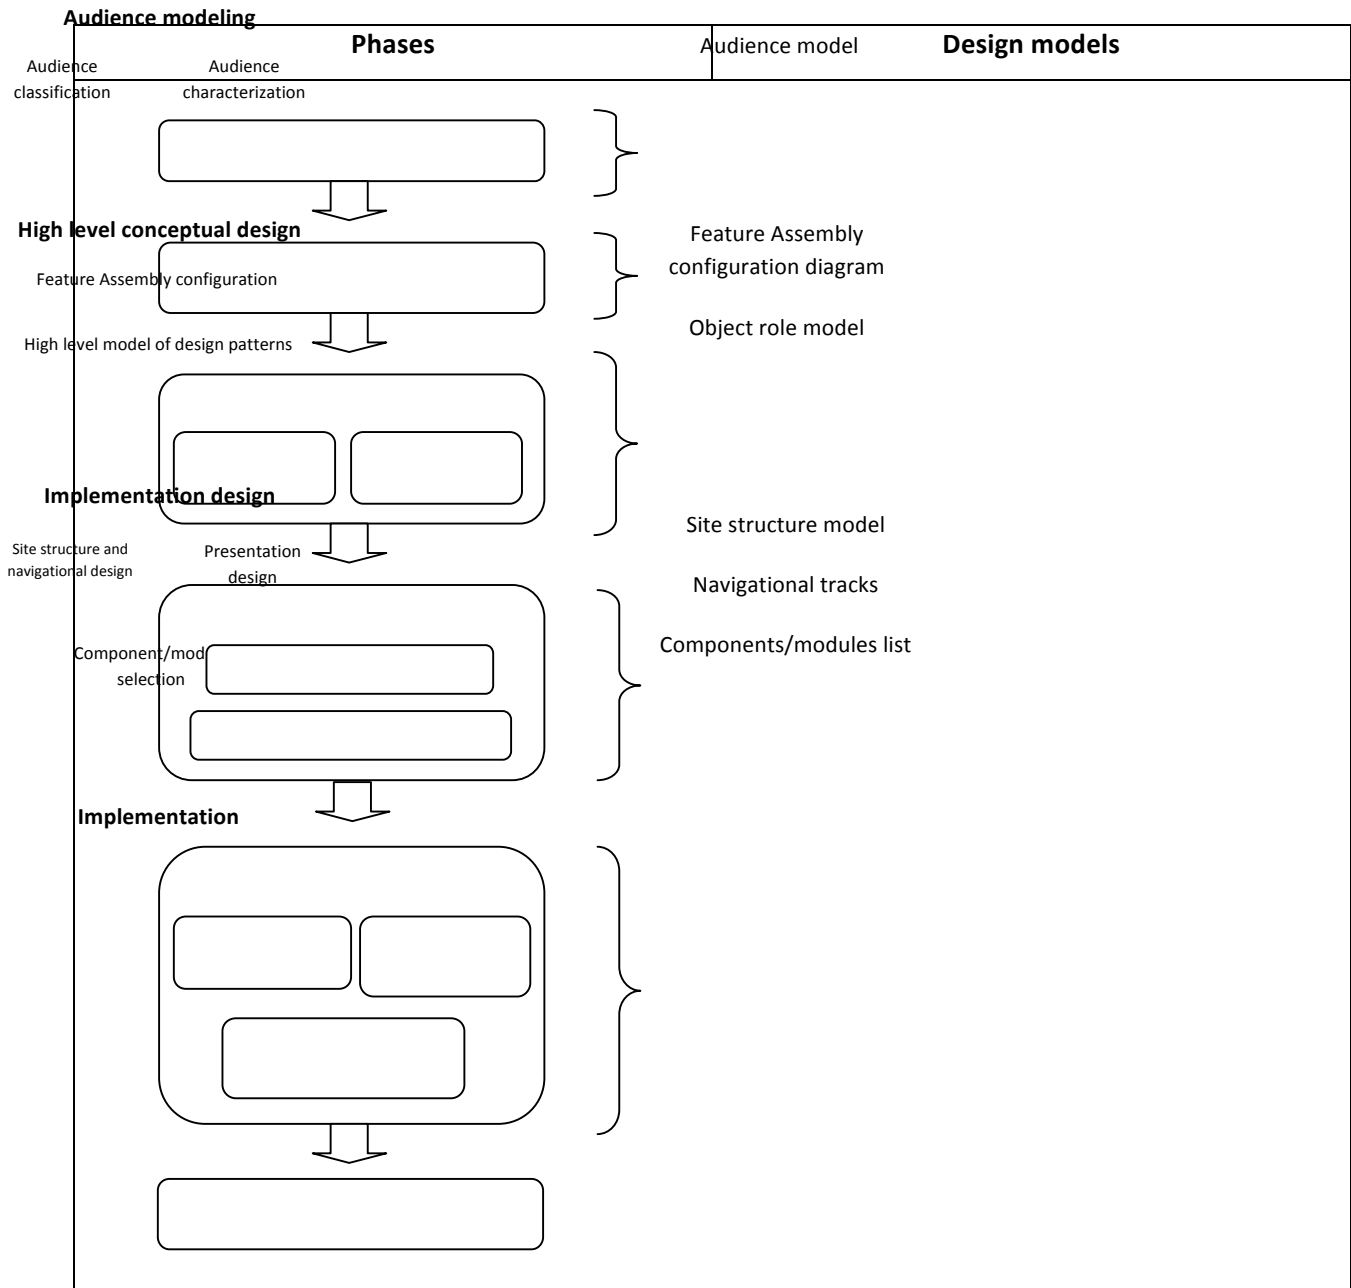 Audience modeling
Phases
Audience model
Design models
Audience
classification
Audience
characterization
High level conceptual design
Feature Assembly
configuration diagram
Feature Assembly configuration
Object role model
High level model of design patterns
Implementation design
Site structure model
Site structure and
navigational design
Presentation
design
Navigational tracks
Component/mod
selection
Components/modules list
Implementation